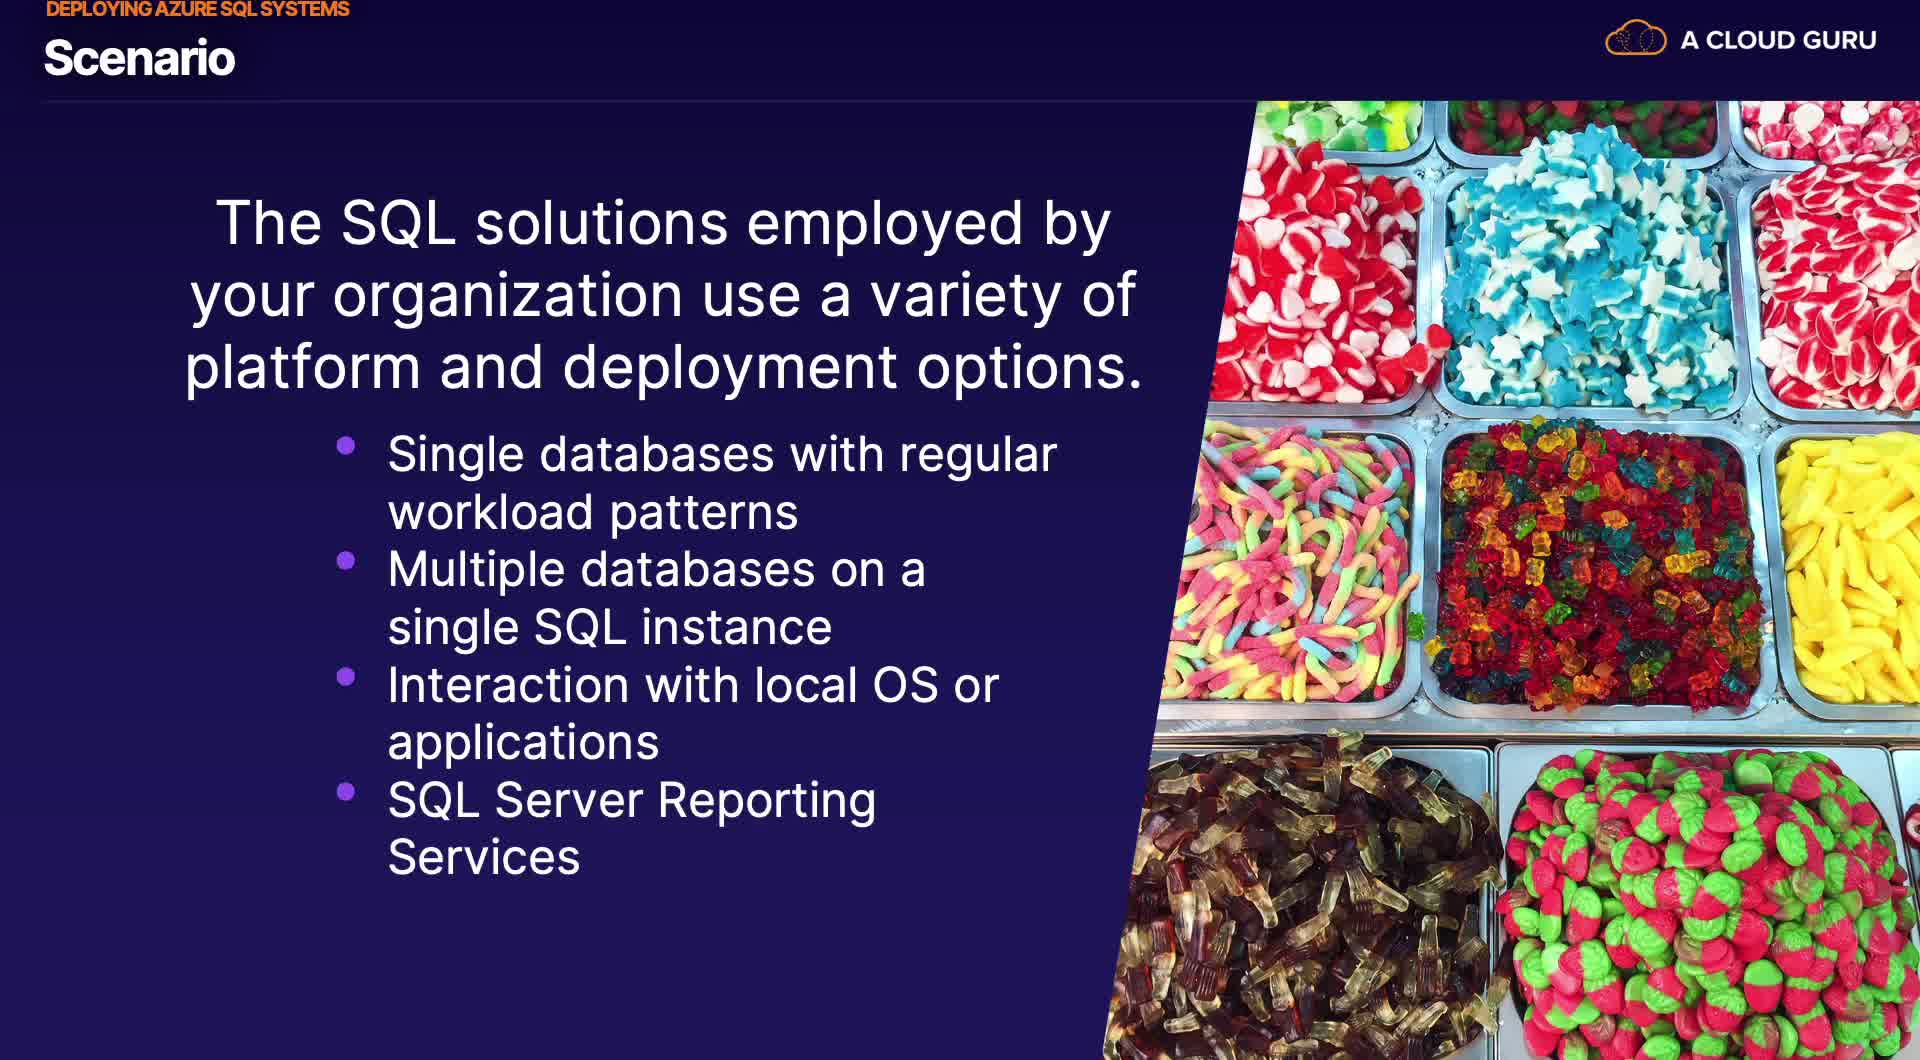 DEPLOYING AZURE SQL SYSTEMS
Scenario
A CLOUD GURU
The SQL solutions employed by
your organization use a variety of
platform and deployment options.
• Single databases with regular
workload patterns
• Multiple databases on a
single SQL instance
• Interaction with local OS or
applications
• SQL Server Reporting
Services